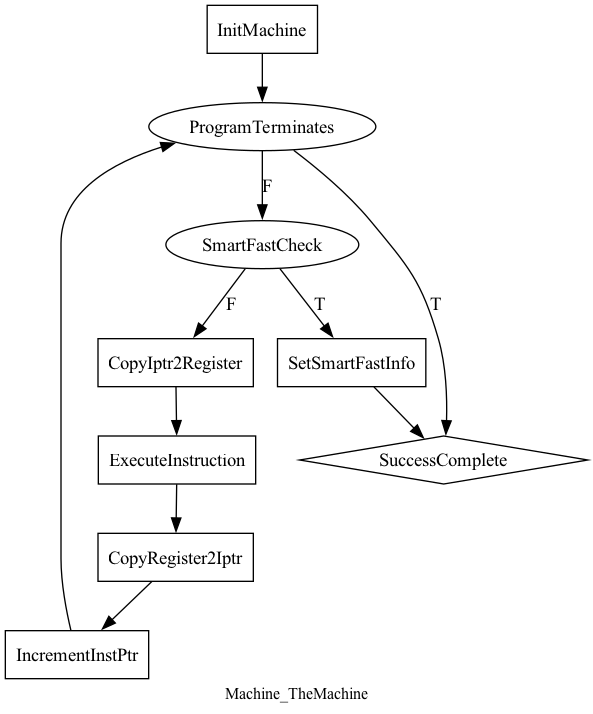 InitMachine
ProgramTerminates
F
SmartFastCheck
F
T
T
CopyIptr2Register
SetSmartFastInfo
ExecuteInstruction
SuccessComplete
CopyRegister2Iptr
IncrementInstPtr
Machine_TheMachine